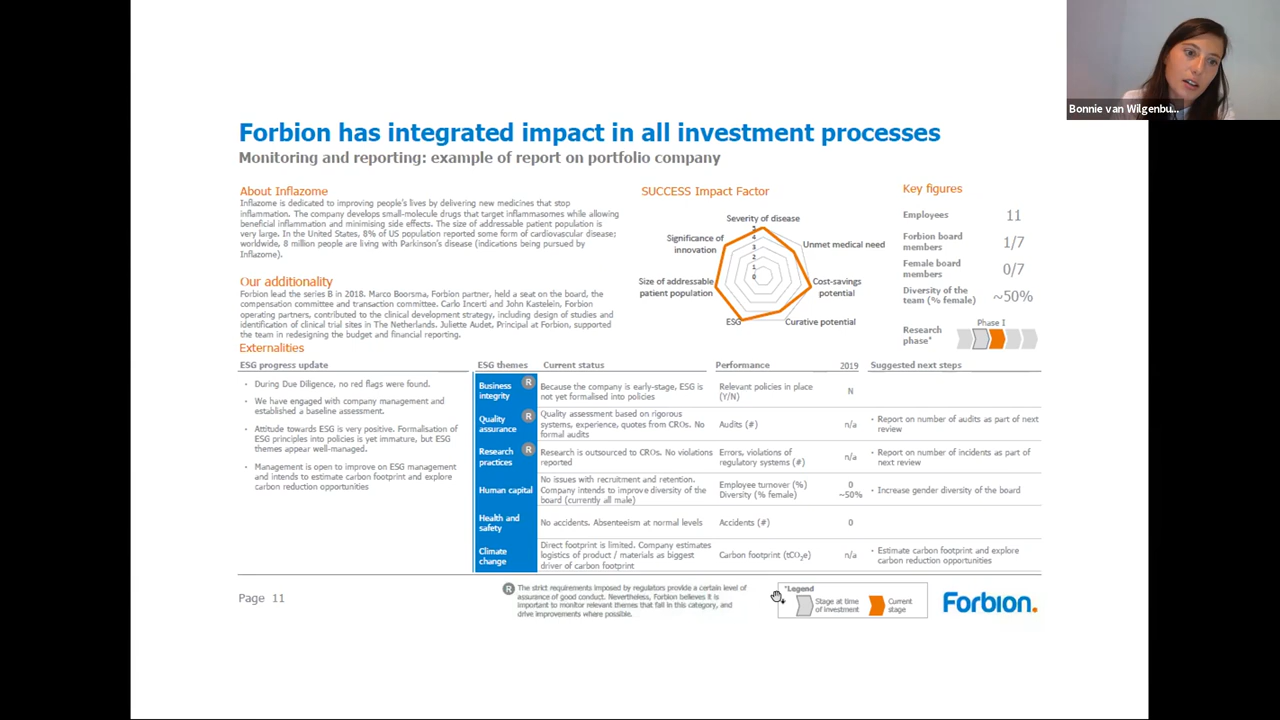 Bonnie van Wilgenbu...
Forbion has integrated impact in all investment processes
Monitoring and reporting: example of report on portfolio company
About Inflazome
Inflazome is dedicated to improving people's lives by delivering new medicines that stop
inflammation. The company develops small-molecule drugs that target inflammasomes while allowing
beneficial inflammation and minimising side effects. The size of addressable patient population is
very large. In the United States, 8% of US population reported some form of cardiovascular disease;
worldwide, 8 million people are living with Parkinson's disease (indications being pursued by
Inflazome).
Our additionality
Forbion lead the series B in 2018. Marco Boorsma, Forbion partner, held a seat on the board, the
compensation committee and transaction committee. Carlo Incerti and John Kastelein, Forbion
operating partners, contributed to the clinical development strategy, including design of studies and
identification of clinical trial sites in The Netherlands. Juliette Audet, Principal at Forbion, supported
the team in redesigning the budget and financial reporting.
SUCCESS Impact Factor
Severity of disease
Unmet medical need
Cost-savings
potential
Curative potential
ESG
Size of addressable
patient population
Significance of
innovation
5
4
3
2
1
0
Key figures
Employees 11
Forbion board
members 1/7
Female board
members 0/7
Diversity of the
team (% female) ~50%
Research
phase*
Phase I
Externalities
ESG progress update
• During Due Diligence, no red flags were found.
• We have engaged with company management and
established a baseline assessment.
• Attitude towards ESG is very positive. Formalisation of
ESG principles into policies is yet immature, but ESG
themes appear well-managed.
• Management is open to improve on ESG management
and intends to estimate carbon footprint and explore
carbon reduction opportunities
ESG themes Current status Performance 2019 Suggested next steps
Business
integrity
R
Because the company is early-stage, ESG is
not yet formalised into policies
Relevant policies in place
(Y/N)
N
Quality
assurance
R
Quality assessment based on rigorous
systems, experience, quotes from CROs. No
formal audits
Audits (#)
n/a
• Report on number of audits as part of next
review
Research
practices
R
Research is outsourced to CROs. No violations
reported
Errors, violations of
regulatory systems (#)
n/a
• Report on number of incidents as part of
next review
Human capital
No issues with recruitment and retention.
Company intends to improve diversity of the
board (currently all male)
Employee turnover (%)
Diversity (% female)
0
~50%
• Increase gender diversity of the board
Health and
safety
No accidents. Absenteeism at normal levels
Accidents (#)
0
Climate
change
Direct footprint is limited. Company estimates
logistics of product / materials as biggest
driver of carbon footprint
Carbon footprint (tCO2e)
n/a
• Estimate carbon footprint and explore
carbon reduction opportunities
Page 11
R
The strict requirements imposed by regulators provide a certain level of
assurance of good conduct. Nevertheless, Forbion believes it is
important to monitor relevant themes that fall in this category, and
drive improvements where possible.
*Legend
Stage at time
of investment
Current
stage
Forbion.